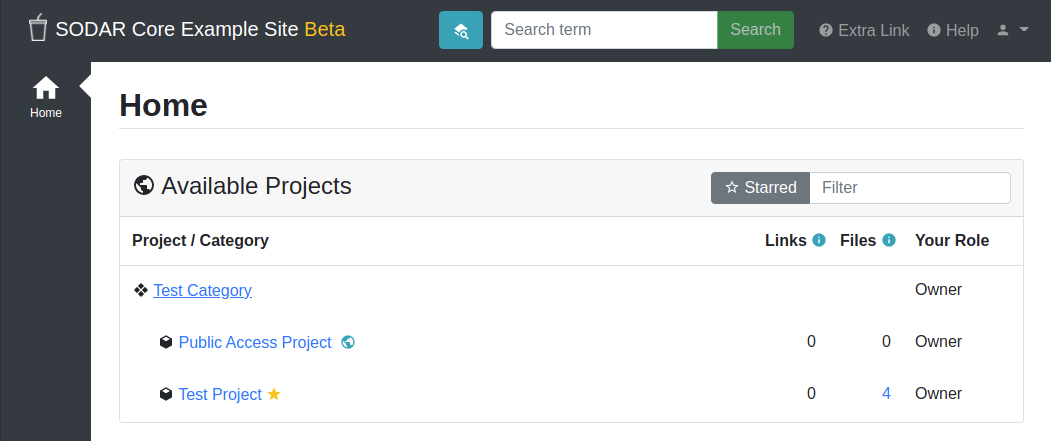 SODAR Core Example Site Beta
Search term
Search
Extra Link
Help
Home
Home
Available Projects
Starred
Filter
Project / Category Links Files Your Role
Test Category Owner
Public Access Project 0 0 Owner
Test Project 0 4 Owner